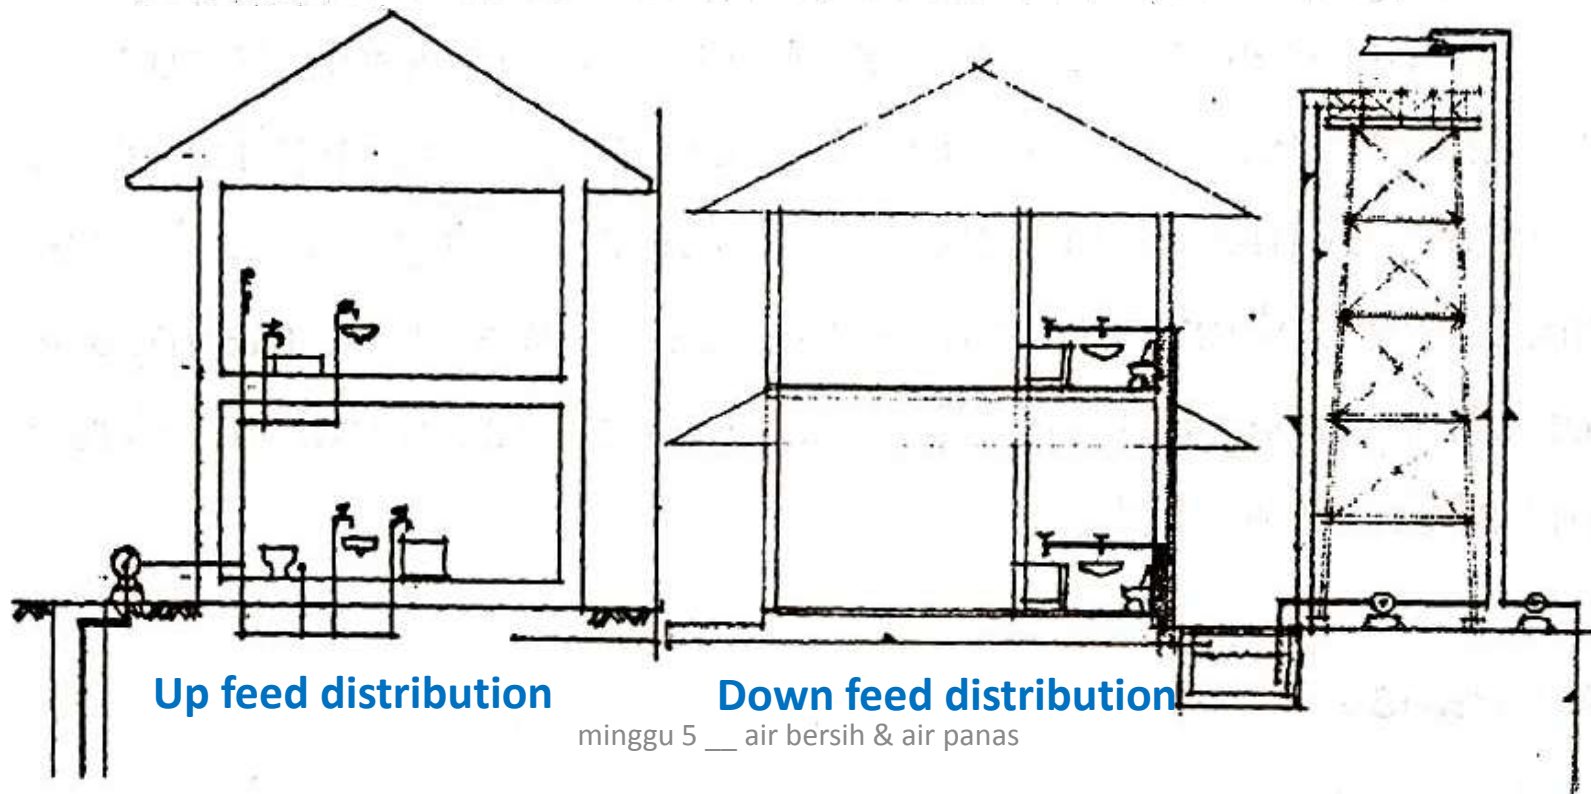 Up feed distribution
Down feed distribution
minggu 5 __ air bersih & air panas